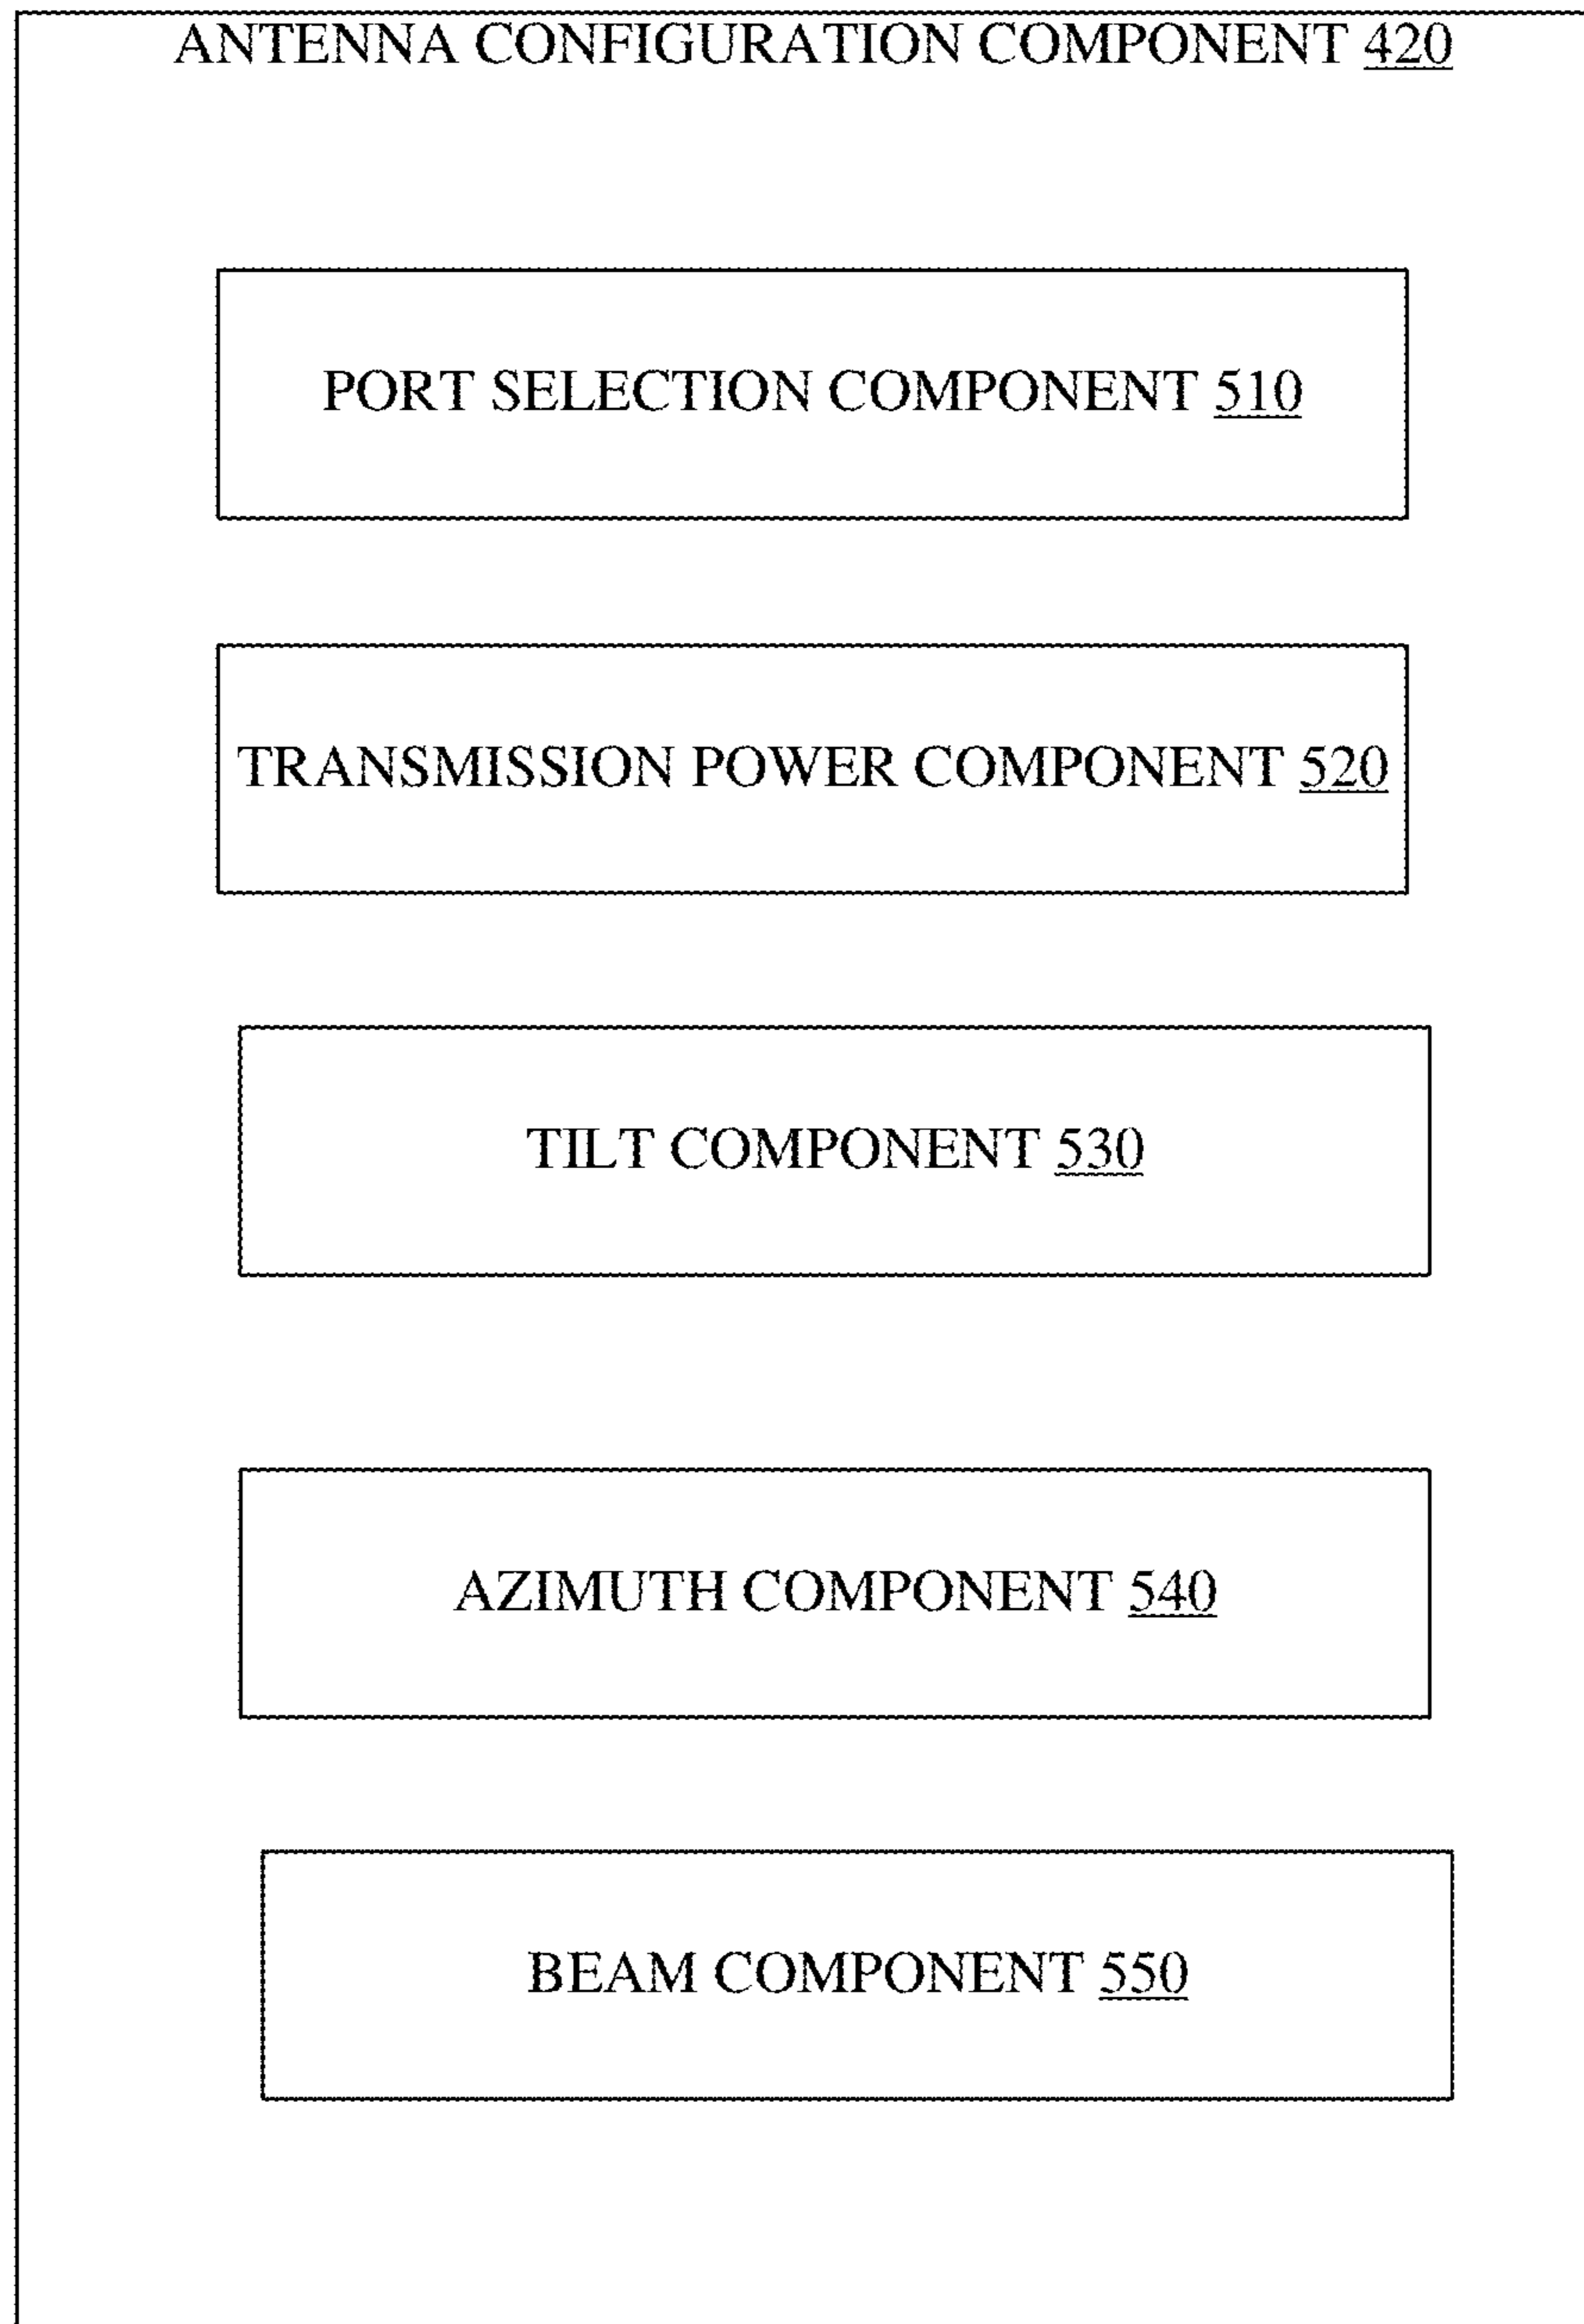 ANTENNA CONFIGURATION COMPONENT 420
PORT SELECTION COMPONENT 510
TRANSMISSION POWER COMPONENT 520
TILT COMPONENT 530
AZIMUTH COMPONENT 540
BEAM COMPONENT 550